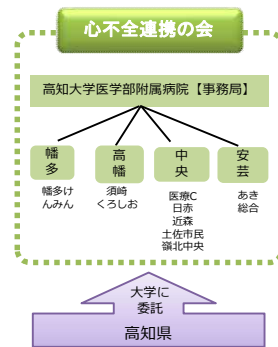 心不全連携の会
高知大学医学部附属病院【事務局】
幡多
高幡
中央
安芸
幡多け
んみん
須崎
くろしお
医療C
日赤
近森
土佐市民
嶺北中央
あき
総合
大学に
委託
高知県